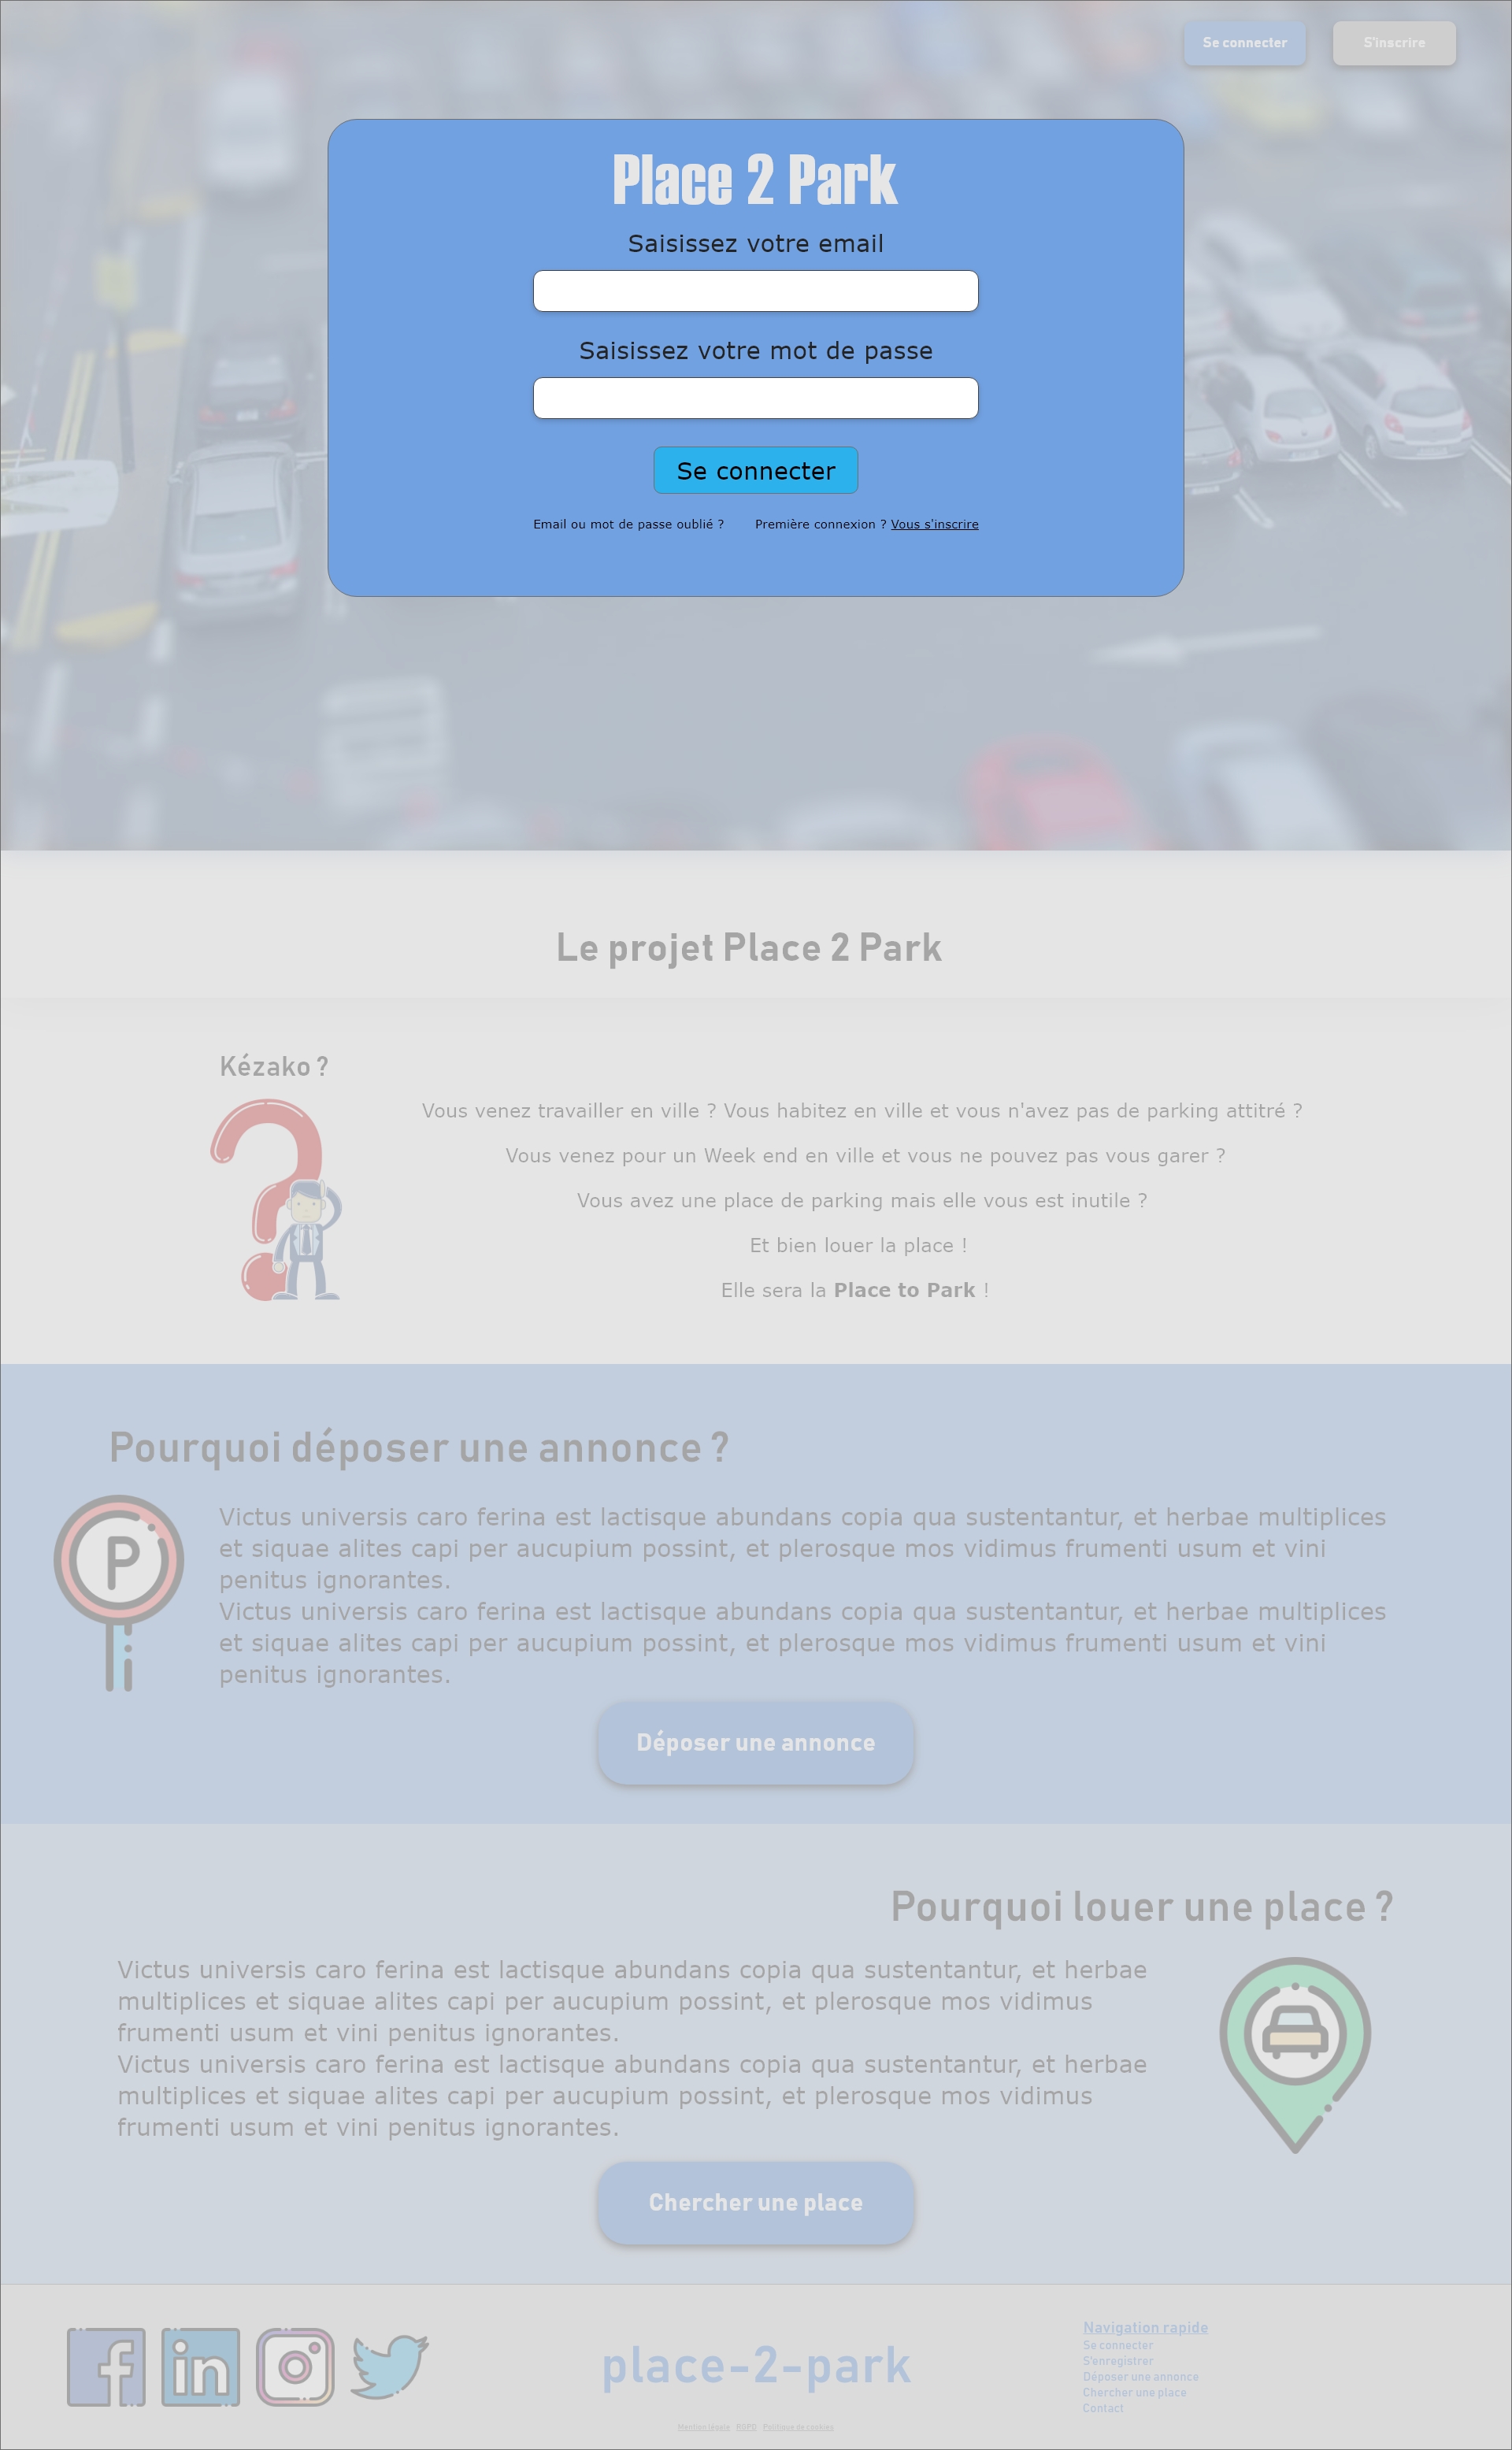 Se connecter
S'inscrire
Place 2 Park
Saisissez votre email
Saisissez votre mot de passe
Se connecter
Email ou mot de passe oublié ?
Première connexion ? Vous s'inscrire
Le projet Place 2 Park
Kézako ?
Vous venez travailler en ville ? Vous habitez en ville et vous n'avez pas de parking attitré ?
Vous venez pour un Week end en ville et vous ne pouvez pas vous garer ?
Vous avez une place de parking mais elle vous est inutile ?
Et bien louer la place !
Elle sera la Place to Park !
Pourquoi déposer une annonce ?
P
Victus universis caro ferina est lactisque abundans copia qua sustentantur, et herbae multiplices
et siquae alites capi per aucupium possint, et plerosque mos vidimus frumenti usum et vini
penitus ignorantes.
Victus universis caro ferina est lactisque abundans copia qua sustentantur, et herbae multiplices
et siquae alites capi per aucupium possint, et plerosque mos vidimus frumenti usum et vini
penitus ignorantes.
Déposer une annonce
Pourquoi louer une place ?
Victus universis caro ferina est lactisque abundans copia qua sustentantur, et herbae
multiplices et siquae alites capi per aucupium possint, et plerosque mos vidimus
frumenti usum et vini penitus ignorantes.
Victus universis caro ferina est lactisque abundans copia qua sustentantur, et herbae
multiplices et siquae alites capi per aucupium possint, et plerosque mos vidimus
frumenti usum et vini penitus ignorantes.
Chercher une place
f
in
place-2-park
Mention légale RGPD Politique de cookies
Navigation rapide
Se connecter
S'enregistrer
Déposer une annonce
Chercher une place
Contact